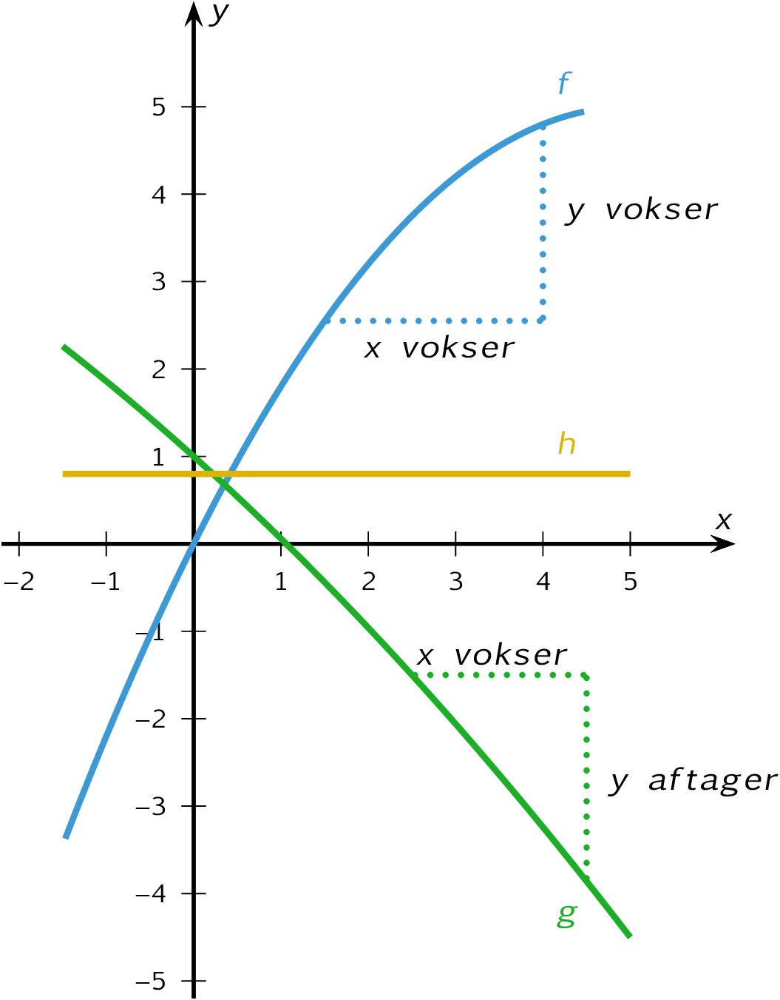 y
f
5
4
y vokser
3
x vokser
2
h
1
x
−2 −1 1 2 3 4 5
−1
x vokser
−2
y aftager
−3
−4
g
−5